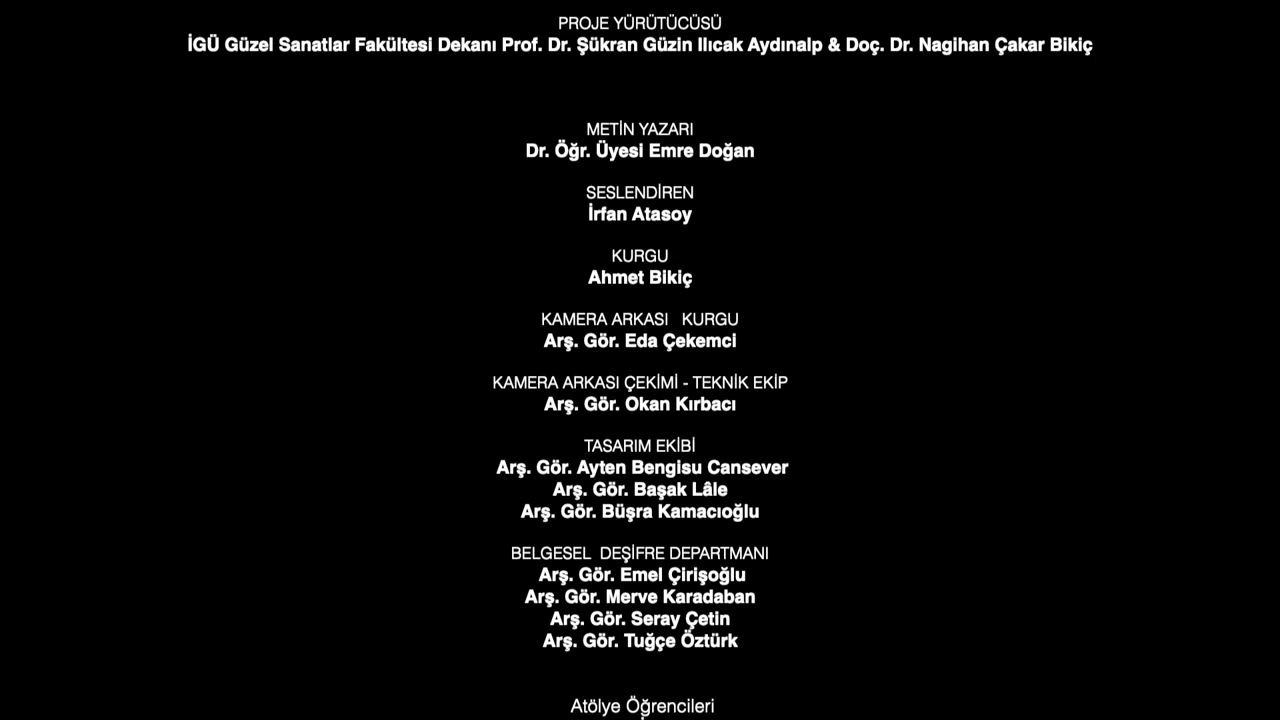 PROJE YÜRÜTÜCÜSÜ
İGÜ Güzel Sanatlar Fakültesi Dekanı Prof. Dr. Şükran Güzin Ilıcak Aydınalp & Doç. Dr. Nagihan Çakar Bikiç
METİN YAZARI
Dr. Öğr. Üyesi Emre Doğan
SESLENDİREN
İrfan Atasoy
KURGU
Ahmet Bikiç
KAMERA ARKASI KURGU
Arş. Gör. Eda Çekemci
KAMERA ARKASI ÇEKİMİ - TEKNİK EKİP
Arş. Gör. Okan Kırbacı
TASARIM EKİBİ
Arş. Gör. Ayten Bengisu Cansever
Arş. Gör. Başak Lâle
Arş. Gör. Büşra Kamacıoğlu
BELGESEL DEŞİFRE DEPARTMANI
Arş. Gör. Emel Çirişoğlu
Arş. Gör. Merve Karadaban
Arş. Gör. Seray Çetin
Arş. Gör. Tuğçe Öztürk
Atölye Öğrencileri